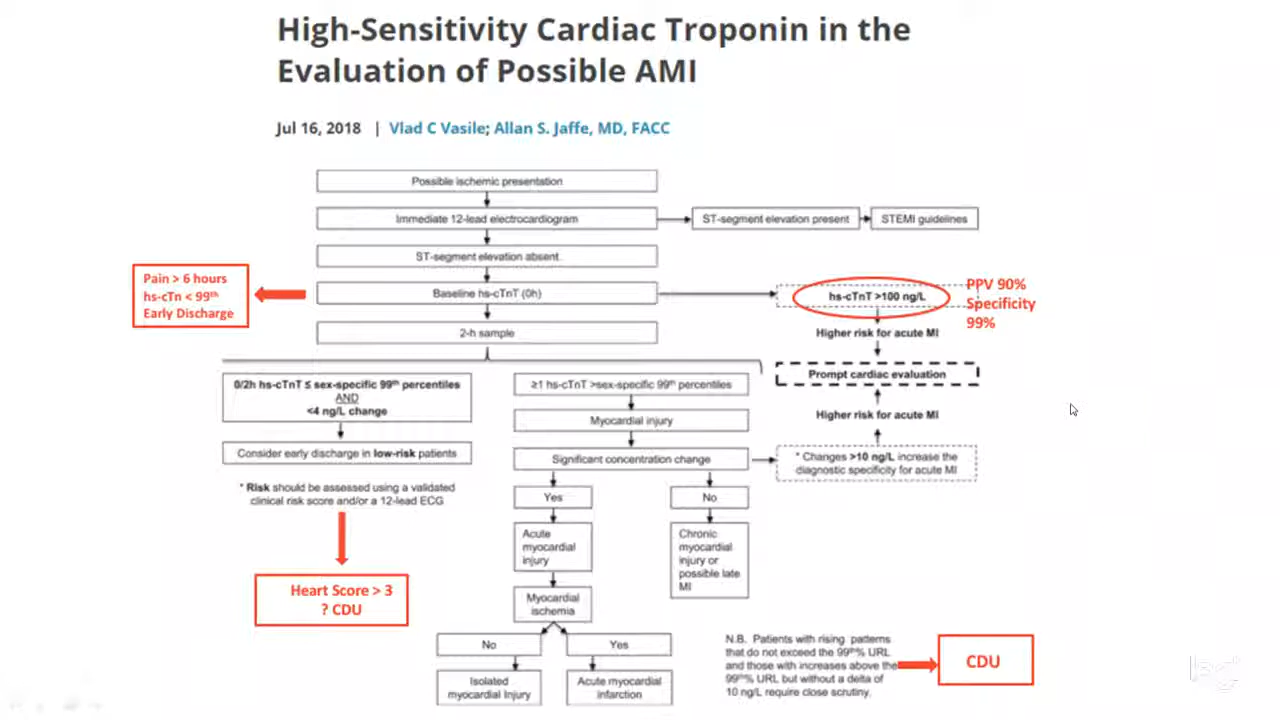 High-Sensitivity Cardiac Troponin in the
Evaluation of Possible AMI
Jul 16, 2018 | Vlad C Vasile; Allan S. Jaffe, MD, FACC
Possible ischemic presentation
Immediate 12-lead electrocardiogram
ST-segment elevation present
STEMI guidelines
ST-segment elevation absent
Pain > 6 hours
hs-cTn < 99th
Early Discharge
Baseline hs-cTnT (0h)
hs-cTnT >100 ng/L
PPV 90%
Specificity
99%
2-h sample
Higher risk for acute MI
Prompt cardiac evaluation
Higher risk for acute MI
0/2h hs-cTnT ≤ sex-specific 99th percentiles
AND
<4 ng/L change
≥1 hs-cTnT >sex-specific 99th percentiles
Myocardial injury
Consider early discharge in low-risk patients
Significant concentration change
* Changes >10 ng/L increase the
diagnostic specificity for acute MI
* Risk should be assessed using a validated
clinical risk score and/or a 12-lead ECG
Yes
No
Acute
myocardial
injury
Chronic
myocardial
injury or
possible late
MI
Heart Score > 3
? CDU
Myocardial
ischemia
No
Yes
Isolated
myocardial Injury
Acute myocardial
infarction
N.B. Patients with rising patterns
that do not exceed the 99th% URL
and those with increases above the
99th% URL but without a delta of
10 ng/L require close scrutiny.
CDU